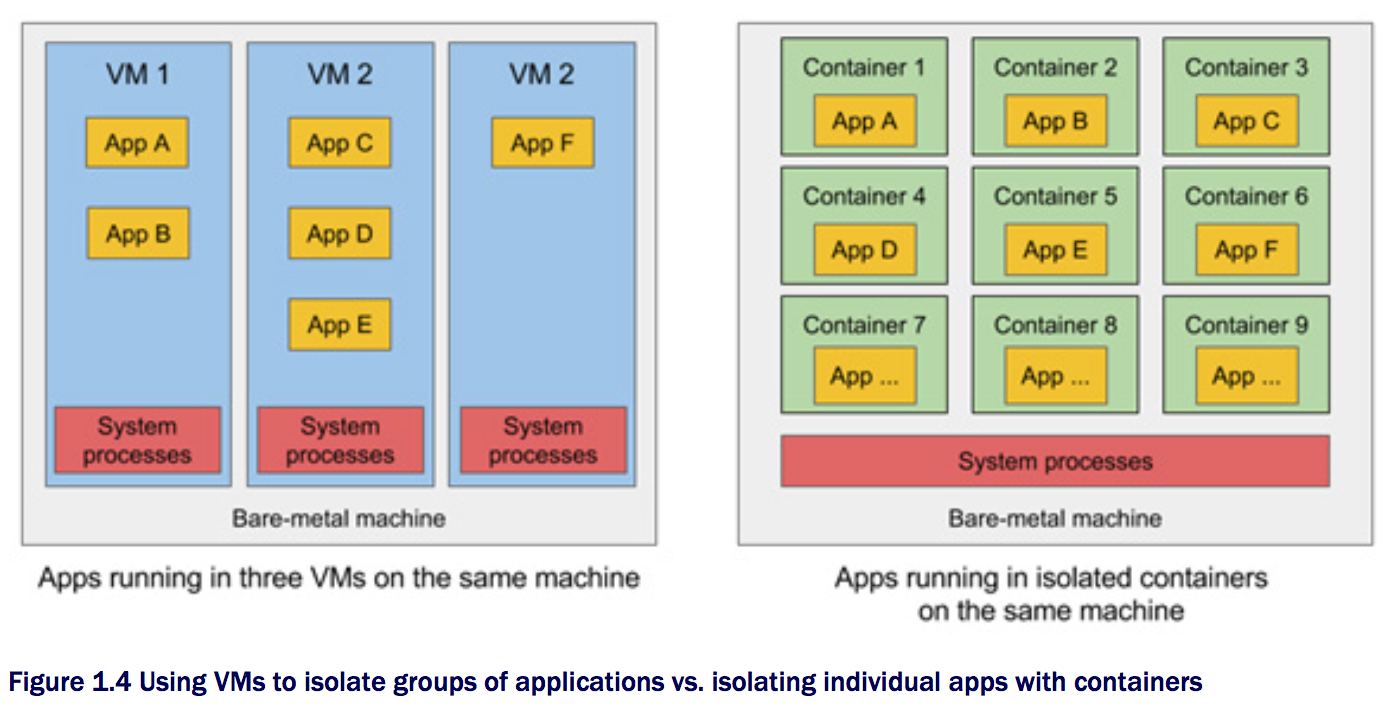 VM 1
App A
App B
System
processes
VM 2
App C
App D
App E
System
processes
VM 2
App F
System
processes
Bare-metal machine
Apps running in three VMs on the same machine
Container 1
App A
Container 2
App B
Container 3
App C
Container 4
App D
Container 5
App E
Container 6
App F
Container 7
App ...
Container 8
App ...
Container 9
App ...
System processes
Bare-metal machine
Apps running in isolated containers
on the same machine
Figure 1.4 Using VMs to isolate groups of applications vs. isolating individual apps with containers